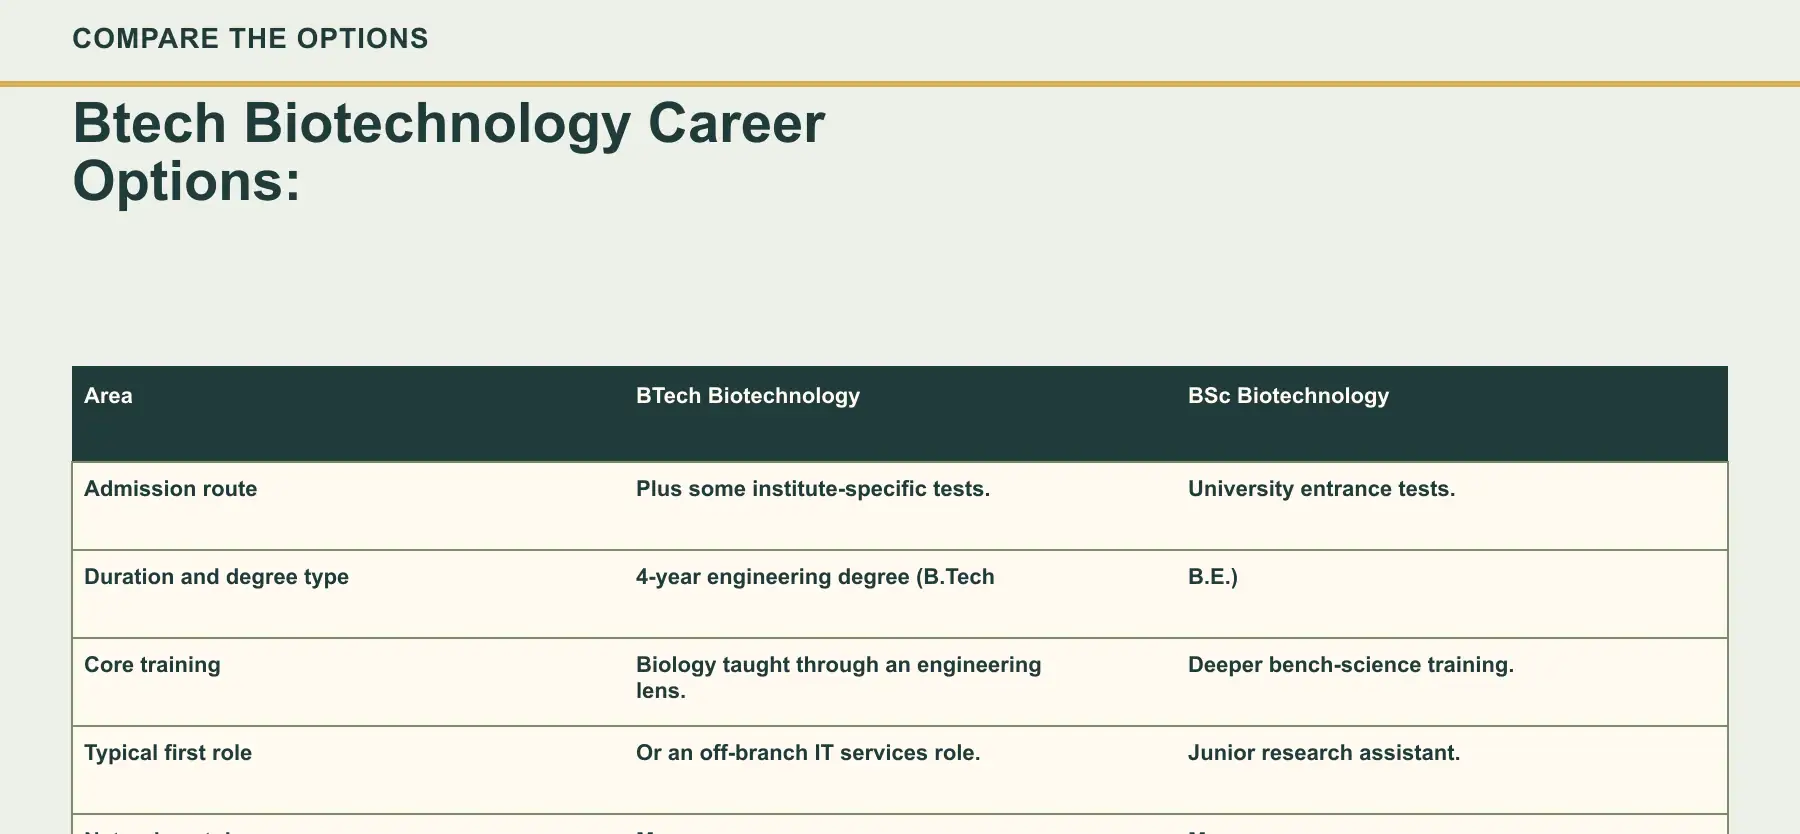 COMPARE THE OPTIONS
Btech Biotechnology Career
Options:
Area BTech Biotechnology BSc Biotechnology
Admission route Plus some institute-specific tests. University entrance tests.
Duration and degree type 4-year engineering degree (B.Tech B.E.)
Core training Biology taught through an engineering Deeper bench-science training.
lens.
Typical first role Or an off-branch IT services role. Junior research assistant.